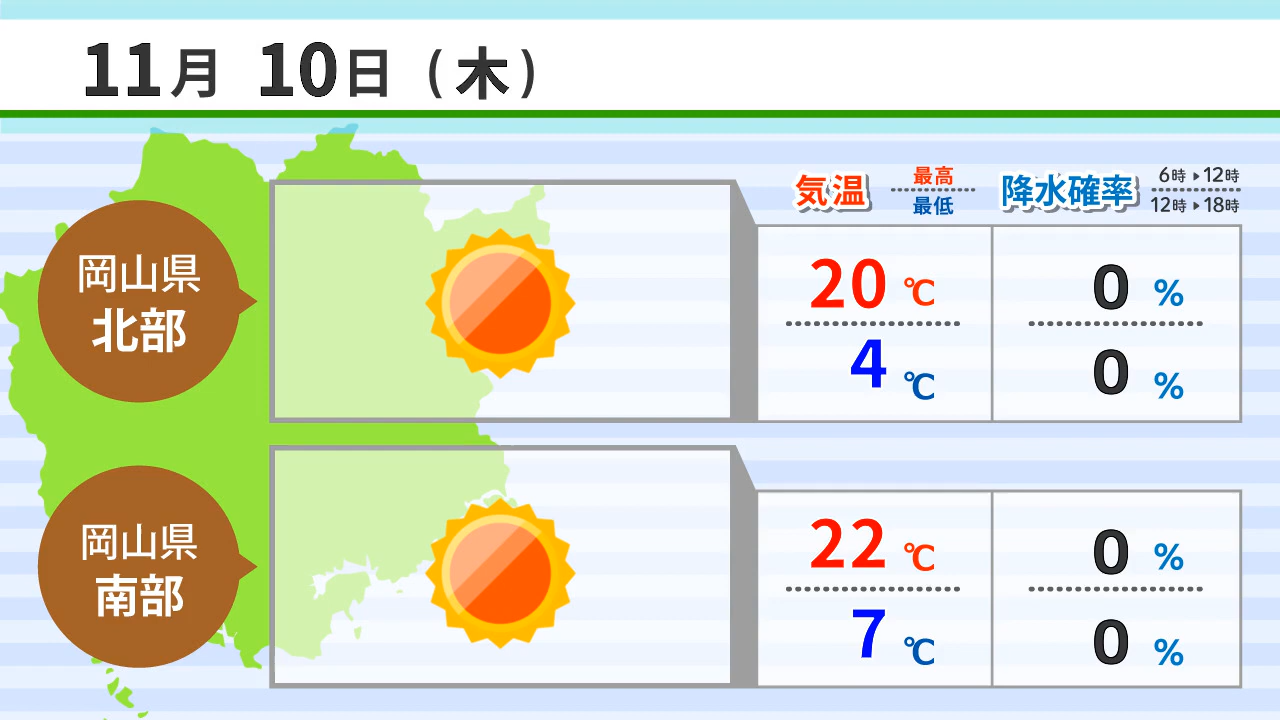 11月 10日（木）
気温 最高 最低
降水確率 6時▶12時 12時▶18時
岡山県
北部
20 ℃ 0 %
4 ℃ 0 %
岡山県
南部
22 ℃ 0 %
7 ℃ 0 %